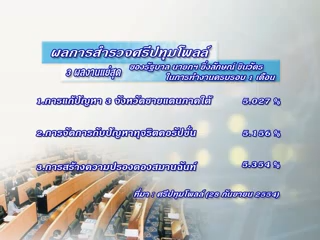 ผลการสำรวจศรีปทุมโพลล์
3 ผลงานแย่สุด ของรัฐบาล นายกฯ ยิ่งลักษณ์ ชินวัตร
ในการทำงานครบรอบ 1 เดือน
1.การแก้ปัญหา 3 จังหวัดชายแดนภาคใต้ 5.027 %
2.การจัดการกับปัญหาทุจริตคอรัปชั่น 5.156 %
3.การสร้างความปรองดองสมานฉันท์ 5.354 %
ที่มา : ศรีปทุมโพลล์ (28 กันยายน 2554)